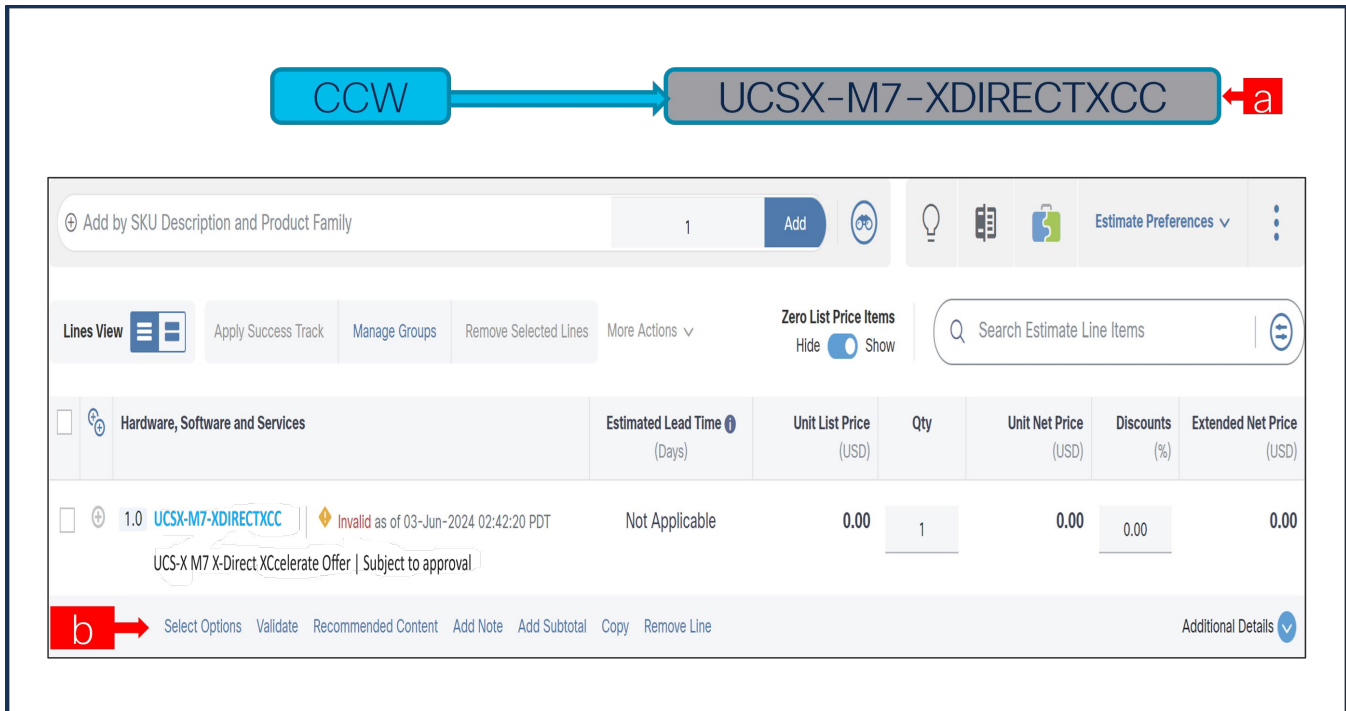 CCW UCSX-M7-XDIRECTXCC a
Add by SKU Description and Product Family 1 Add Estimate Preferences
Lines View Apply Success Track Manage Groups Remove Selected Lines More Actions Zero List Price Items Search Estimate Line Items
Hide Show
Hardware, Software and Services Estimated Lead Time i Unit List Price Qty Unit Net Price Discounts Extended Net Price
(Days) (USD) (USD) (%) (USD)
1.0 UCSX-M7-XDIRECTXCC Invalid as of 03-Jun-2024 02:42:20 PDT Not Applicable 0.00 1 0.00 0.00 0.00
UCS-X M7 X-Direct XCcelerate Offer | Subject to approval
b Select Options Validate Recommended Content Add Note Add Subtotal Copy Remove Line Additional Details